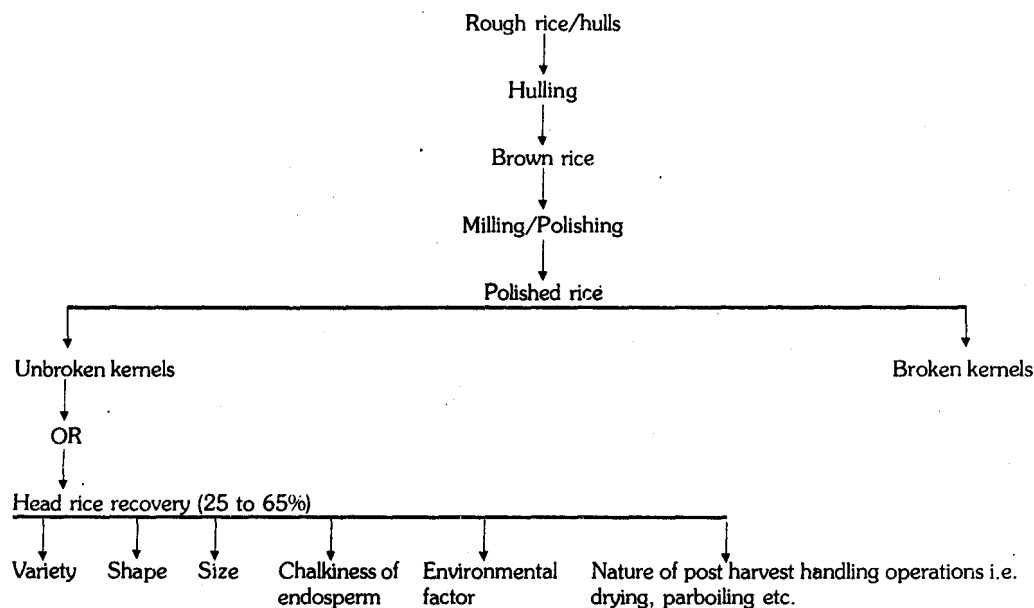 Rough rice/hulls
Hulling
Brown rice
Milling/Polishing
Polished rice
Unbroken kernels
Broken kernels
OR
Head rice recovery (25 to 65%)
Variety
Shape
Size
Chalkiness of
endosperm
Environmental
factor
Nature of post harvest handling operations i.e.
drying, parboiling etc.